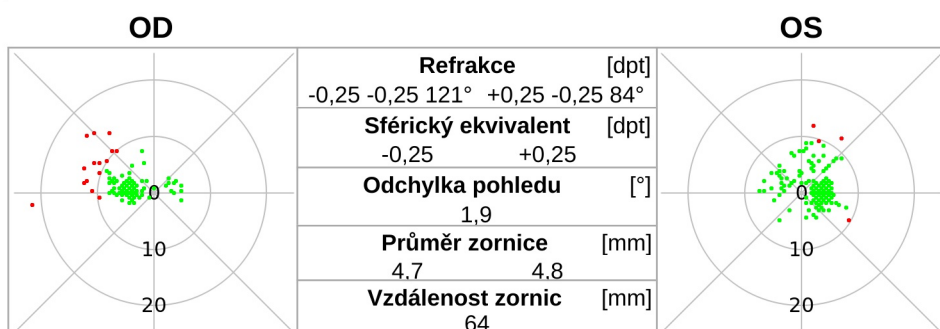 OD
OS
Refrakce [dpt]
-0,25 -0,25 121° +0,25 -0,25 84°
Sférický ekvivalent [dpt]
-0,25 +0,25
Odchylka pohledu [°]
1,9
Průměr zornice [mm]
4,7 4,8
Vzdálenost zornic [mm]
64
0
10
20
0
10
20